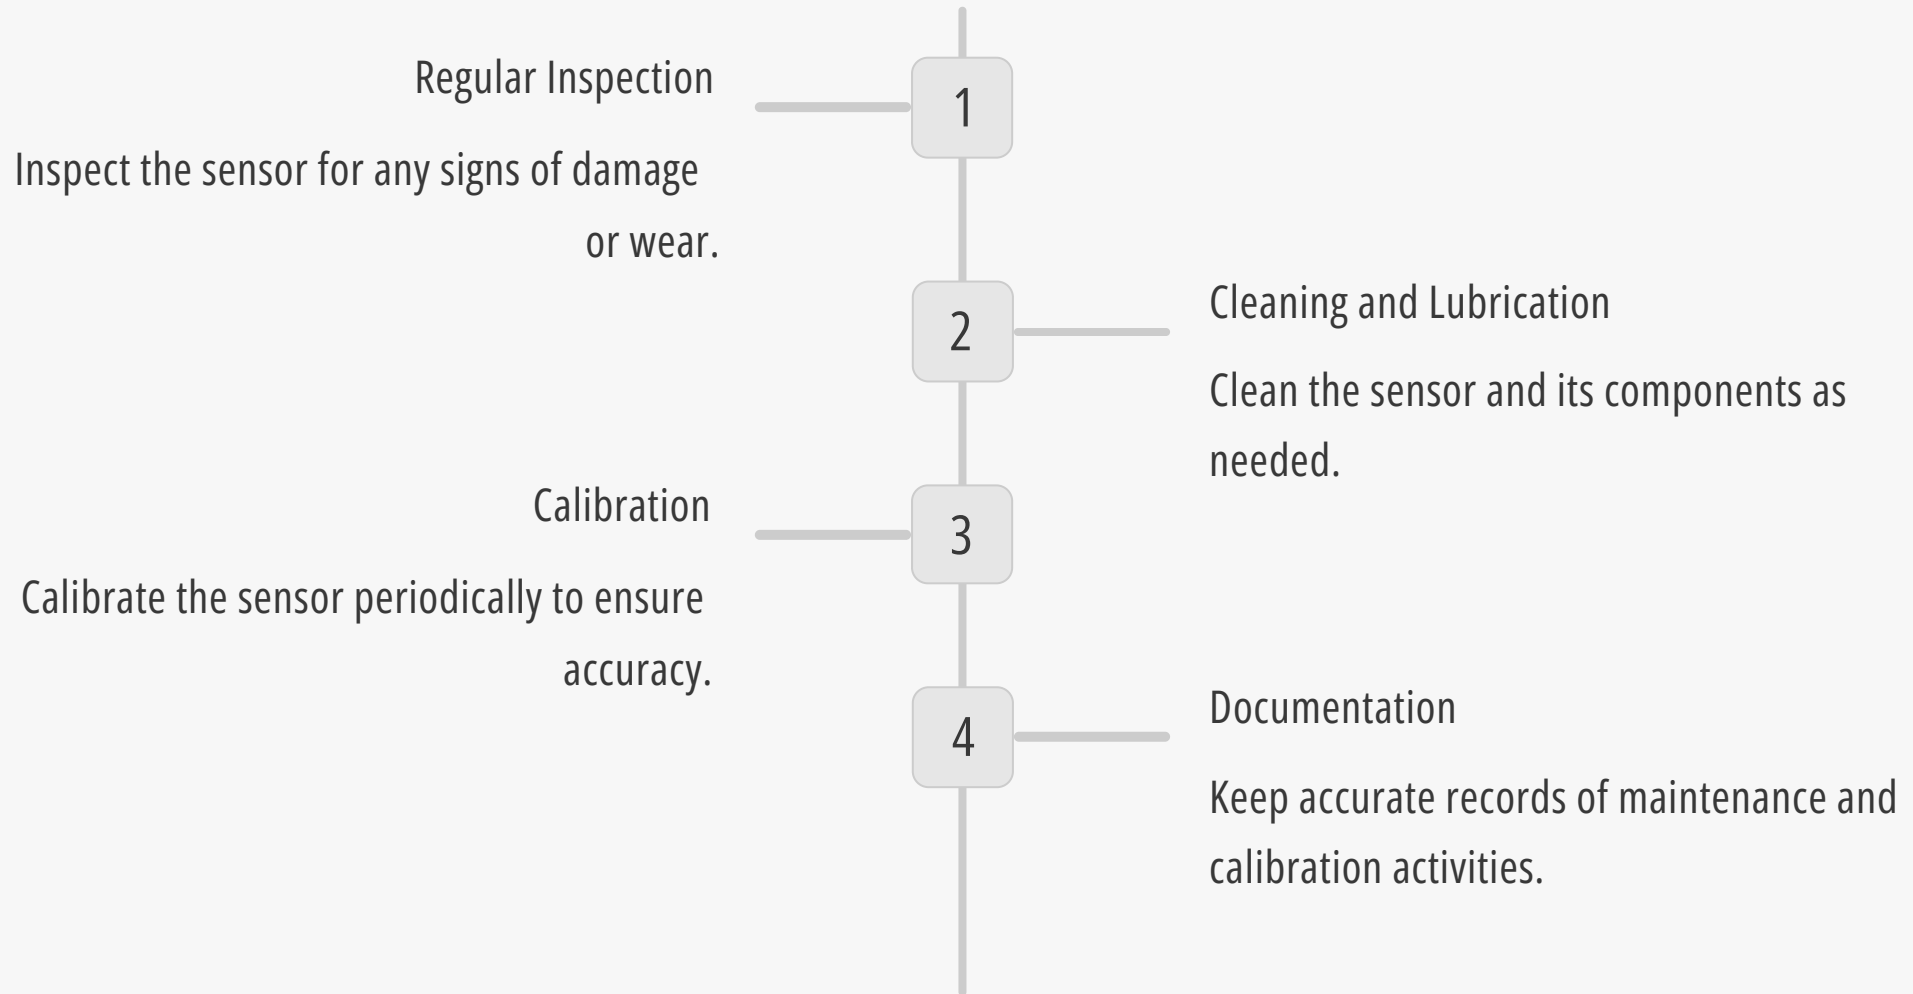 Regular Inspection
1
Inspect the sensor for any signs of damage
or wear.
2
Cleaning and Lubrication
Clean the sensor and its components as
needed.
Calibration
3
Calibrate the sensor periodically to ensure
accuracy.
4
Documentation
Keep accurate records of maintenance and
calibration activities.